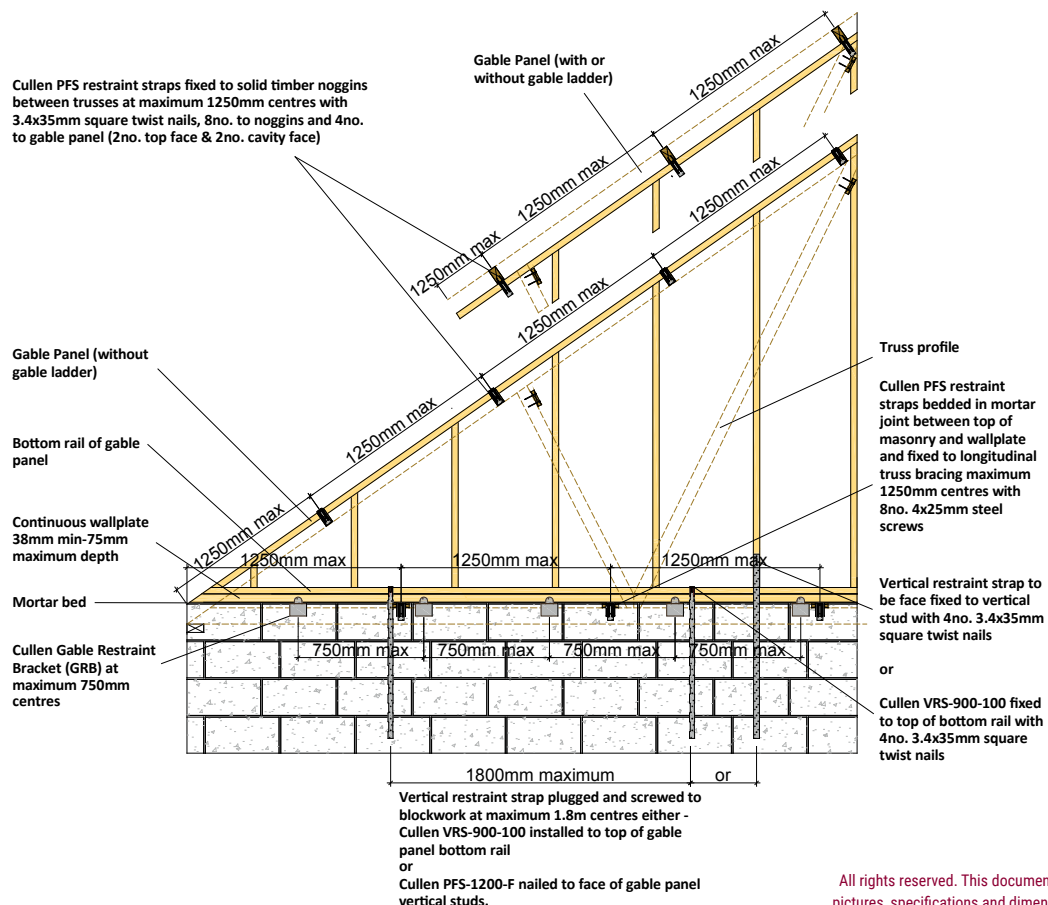 Cullen PFS restraint straps fixed to solid timber noggins
between trusses at maximum 1250mm centres with
3.4x35mm square twist nails, 8no. to noggins and 4no.
to gable panel (2no. top face & 2no. cavity face)
Gable Panel (with or
without gable ladder)
1250mm max
1250mm max
1250mm max
1250mm max
1250mm max
1250mm max
1250mm max
Gable Panel (without
gable ladder)
Bottom rail of gable
panel
Continuous wallplate
38mm min-75mm
maximum depth
Mortar bed
Cullen Gable Restraint
Bracket (GRB) at
maximum 750mm
centres
Truss profile
Cullen PFS restraint
straps bedded in mortar
joint between top of
masonry and wallplate
and fixed to longitudinal
truss bracing maximum
1250mm centres with
8no. 4x25mm steel
screws
1250mm max
1250mm max
1250mm max
750mm max
750mm max
750mm max
750mm max
Vertical restraint strap to
be face fixed to vertical
stud with 4no. 3.4x35mm
square twist nails
or
Cullen VRS-900-100 fixed
to top of bottom rail with
4no. 3.4x35mm square
twist nails
1800mm maximum
or
Vertical restraint strap plugged and screwed to
blockwork at maximum 1.8m centres either -
Cullen VRS-900-100 installed to top of gable
panel bottom rail
or
Cullen PFS-1200-F nailed to face of gable panel
vertical studs.
All rights reserved. This documen
pictures, specifications and dimen